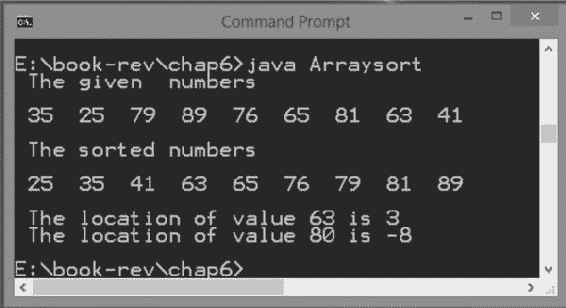 Command Prompt
E:\book-rev\chap6>java Arraysort
The given numbers
35 25 79 89 76 65 81 63 41
The sorted numbers
25 35 41 63 65 76 79 81 89
The location of value 63 is 3
The location of value 80 is -8
E:\book-rev\chap6>